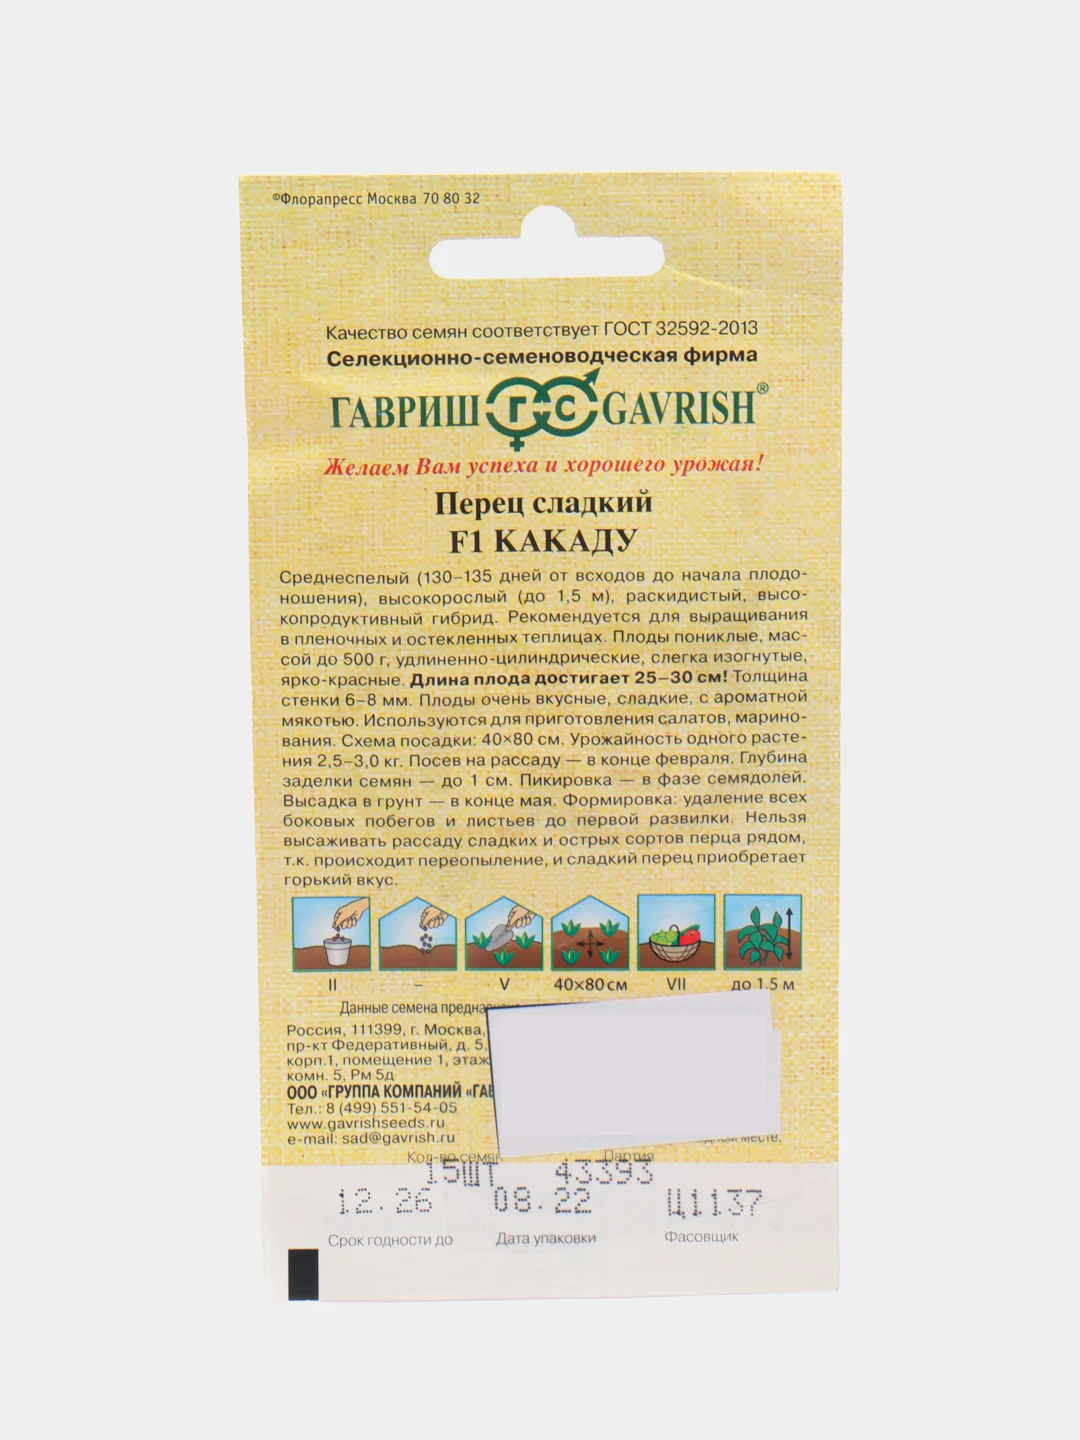 ©Флорапресс Москва 70 80 32
Качество семян соответствует ГОСТ 32592-2013
Селекционно-семеноводческая фирма
ГАВРИШ ГС GAVRISH®
Желаем Вам успеха и хорошего урожая!
Перец сладкий
F1 КАКАДУ
Среднеспелый (130–135 дней от всходов до начала плодо-
ношения), высокорослый (до 1,5 м), раскидистый, высо-
копродуктивный гибрид. Рекомендуется для выращивания
в пленочных и остекленных теплицах. Плоды пониклые, мас-
сой до 500 г, удлиненно-цилиндрические, слегка изогнутые,
ярко-красные. Длина плода достигает 25–30 см! Толщина
стенки 6–8 мм. Плоды очень вкусные, сладкие, с ароматной
мякотью. Используются для приготовления салатов, марино-
вания. Схема посадки: 40×80 см. Урожайность одного расте-
ния 2,5–3,0 кг. Посев на рассаду — в конце февраля. Глубина
заделки семян — до 1 см. Пикировка — в фазе семядолей.
Высадка в грунт — в конце мая. Формировка: удаление всех
боковых побегов и листьев до первой развилки. Нельзя
высаживать рассаду сладких и острых сортов перца рядом,
т.к. происходит переопыление, и сладкий перец приобретает
горький вкус.
II – V 40×80 см VII до 1,5 м
Данные семена
Россия, 111399, г. Москва,
пр-кт Федеративный, д. 5,
корп.1, помещение 1, этаж
комн. 5, Рм 5д
ООО «ГРУППА КОМПАНИЙ
Тел.: 8 (499) 551-54-05
www.gavrishseeds.ru
e-mail: sad@gavrish.ru
месте,
Кол-во семян Партия
15ШТ 43393
12.26 08.22 Ц1137
Срок годности до Дата упаковки Фасовщик